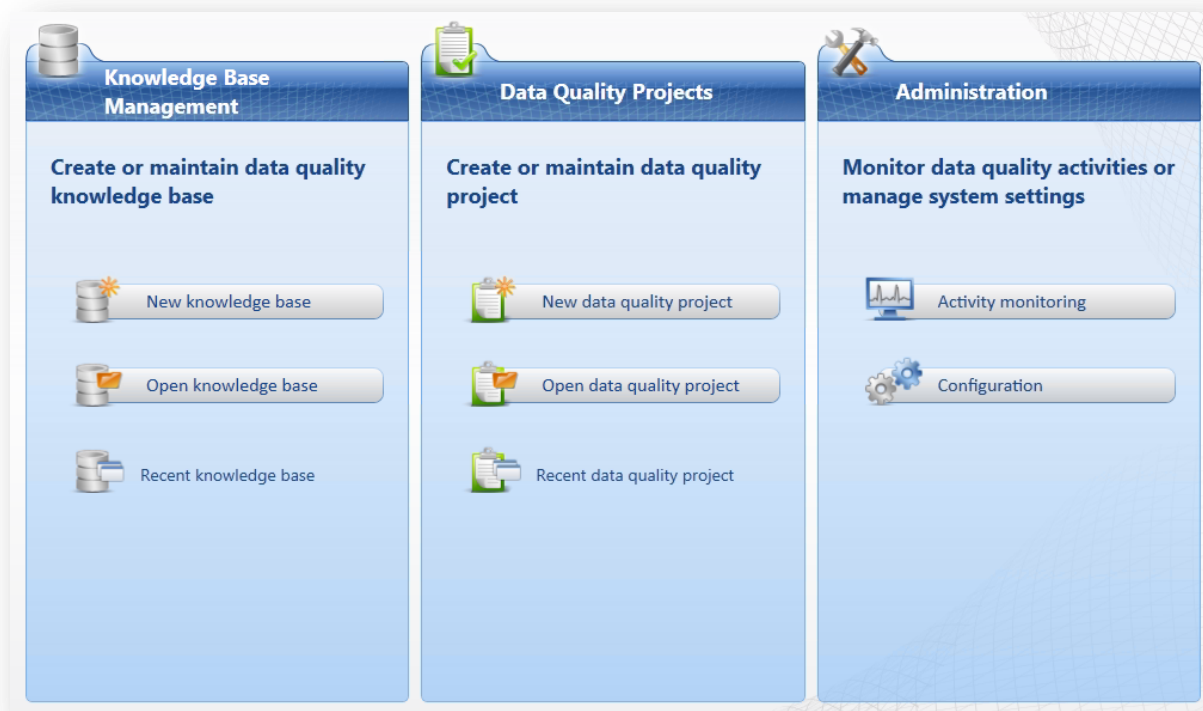 Knowledge Base
Management
Create or maintain data quality
knowledge base
New knowledge base
Open knowledge base
Recent knowledge base
Data Quality Projects
Create or maintain data quality
project
New data quality project
Open data quality project
Recent data quality project
Administration
Monitor data quality activities or
manage system settings
Activity monitoring
Configuration